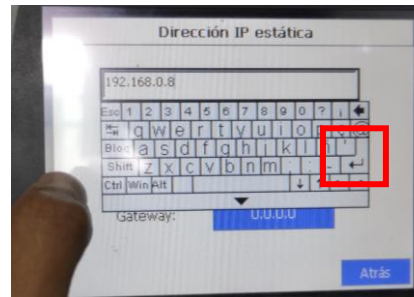 Dirección IP estática
192.168.0.8
Esc 1 2 3 4 5 6 7 8 9 0 ?
q w e r t y u i o p
Bloc a s d f g h j k l ñ '
Shift z x c v b n m , . -
Ctrl Win Alt
Gateway: 0.0.0.0
Atrás